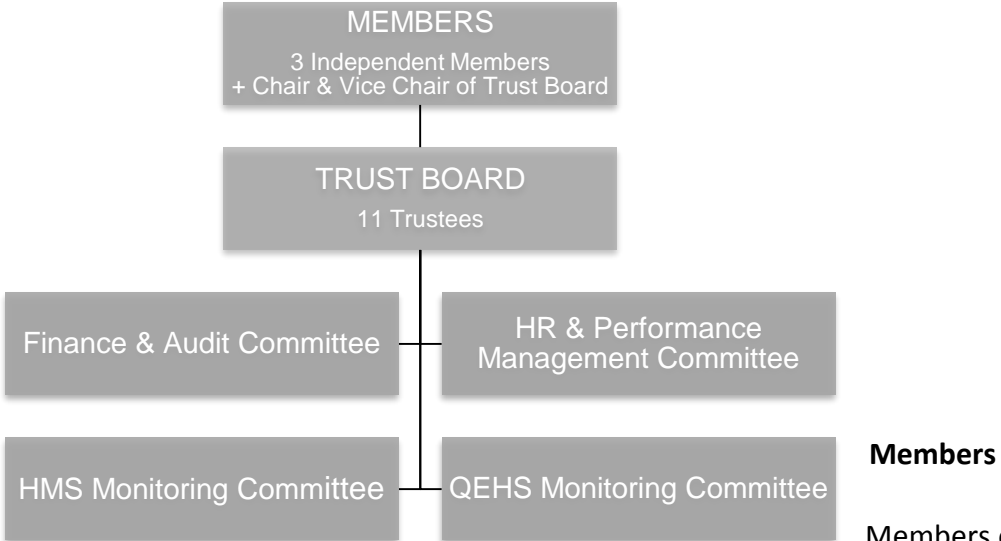 MEMBERS
3 Independent Members
+ Chair & Vice Chair of Trust Board
TRUST BOARD
11 Trustees
Finance & Audit Committee
HR & Performance
Management Committee
HMS Monitoring Committee
QEHS Monitoring Committee
Members
Members